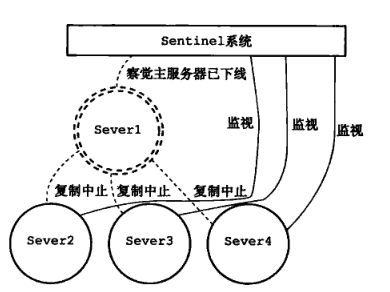 Sentinel系统
察觉主服务器已下线
Sever1
监视
监视
监视
复制中止
复制中止
复制中止
Sever2
Sever3
Sever4